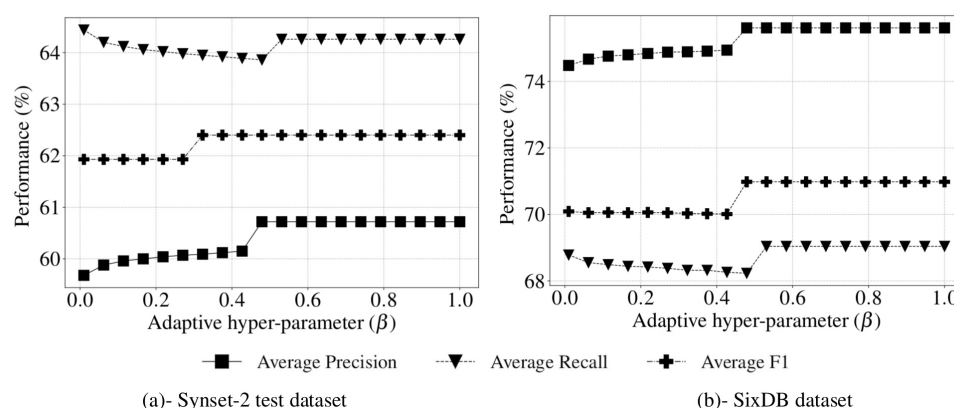 64
63
62
61
60
Performance (%)
0.0 0.2 0.4 0.6 0.8 1.0
Adaptive hyper-parameter (β)
74
72
70
68
Performance (%)
0.0 0.2 0.4 0.6 0.8 1.0
Adaptive hyper-parameter (β)
Average Precision Average Recall Average F1
(a)- Synset-2 test dataset
(b)- SixDB dataset